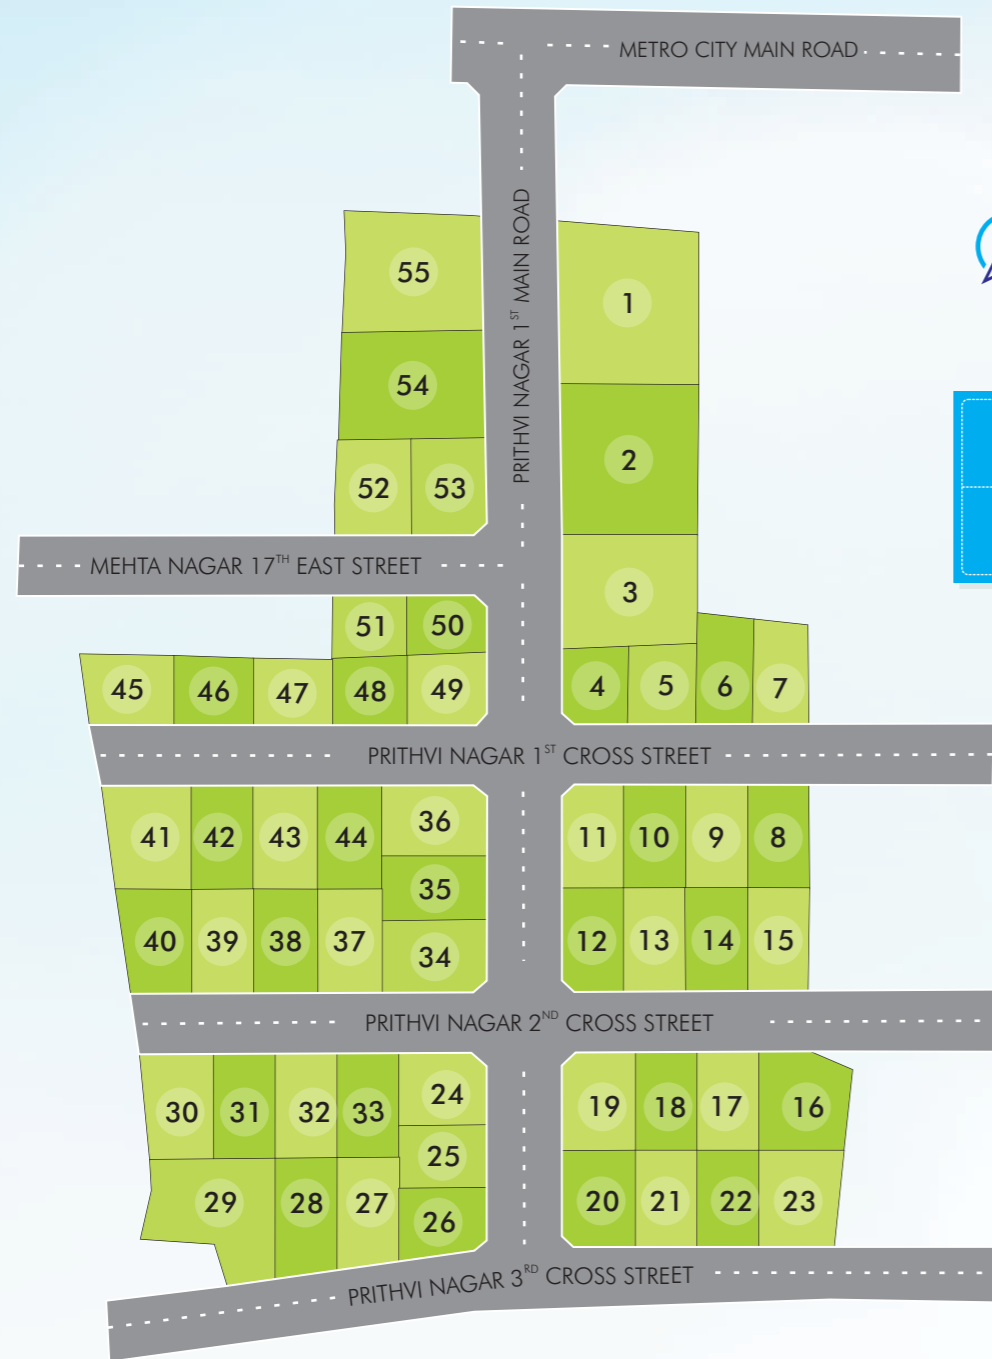 METRO CITY MAIN ROAD
PRITHVI NAGAR 1ST MAIN ROAD
55
1
54
2
52 53
MEHTA NAGAR 17TH EAST STREET
3
51 50
45 46 47 48 49
4 5 6 7
PRITHVI NAGAR 1ST CROSS STREET
41 42 43 44 36
35
11 10 9 8
40 39 38 37 34
12 13 14 15
PRITHVI NAGAR 2ND CROSS STREET
30 31 32 33 24
25
19 18 17 16
29 28 27 26
20 21 22 23
PRITHVI NAGAR 3RD CROSS STREET